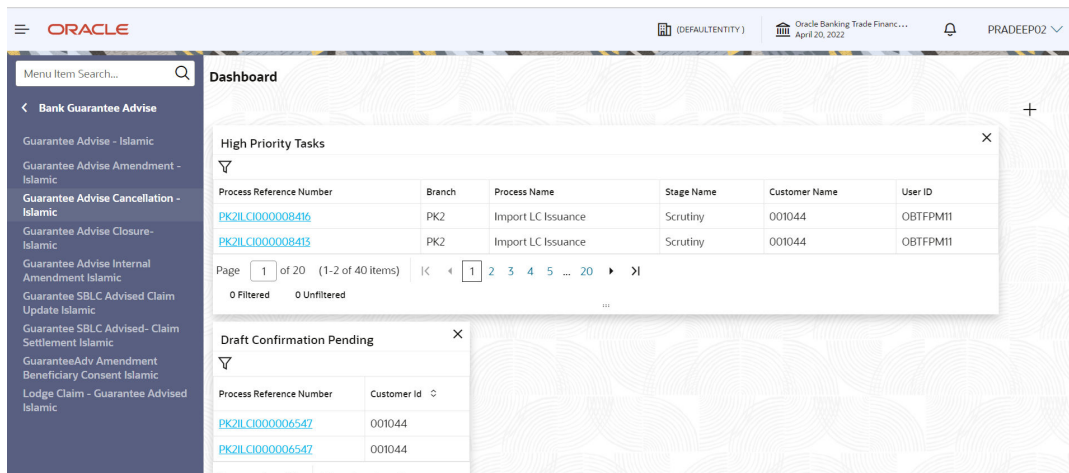 ORACLE
(DEFAULTENTITY )
Oracle Banking Trade Financ...
April 20, 2022
PRADEEP02
Menu Item Search...
Bank Guarantee Advise
Guarantee Advise - Islamic
Guarantee Advise Amendment -
Islamic
Guarantee Advise Cancellation -
Islamic
Guarantee Advise Closure-
Islamic
Guarantee Advise Internal
Amendment Islamic
Guarantee SBLC Advised Claim
Update Islamic
Guarantee SBLC Advised- Claim
Settlement Islamic
GuaranteeAdv Amendment
Beneficiary Consent Islamic
Lodge Claim - Guarantee Advised
Islamic
Dashboard
High Priority Tasks
Process Reference Number Branch Process Name Stage Name Customer Name User ID
PK2ILCI000008416 PK2 Import LC Issuance Scrutiny 001044 OBTFPM11
PK2ILCI000008413 PK2 Import LC Issuance Scrutiny 001044 OBTFPM11
Page 1 of 20 (1-2 of 40 items) 1 2 3 4 5 ... 20
0 Filtered 0 Unfiltered
Draft Confirmation Pending
Process Reference Number Customer Id
PK2ILCI000006547 001044
PK2ILCI000006547 001044